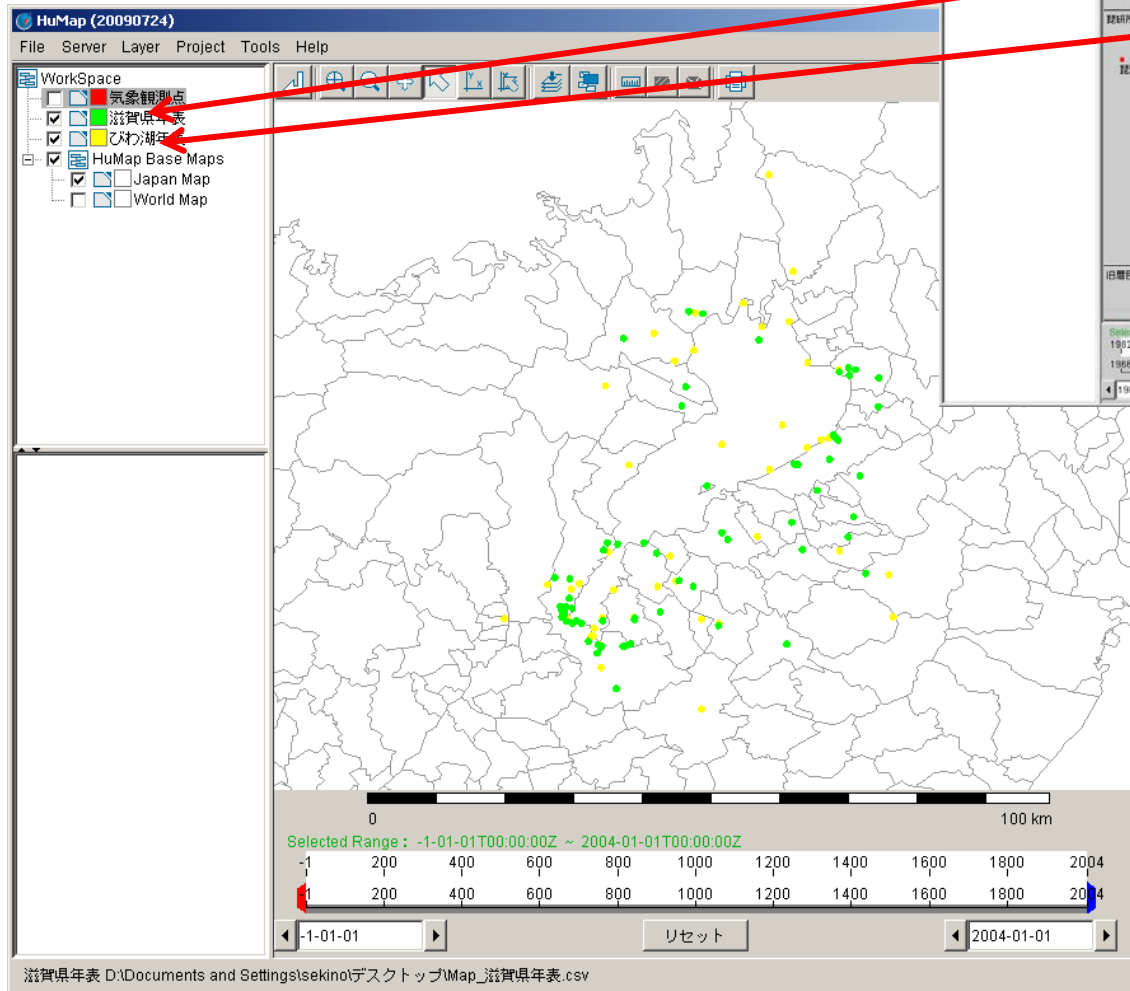 HuMap (20090724)
File Server Layer Project Tools Help
WorkSpace
気象観測点
滋賀県年表
びわ湖年表
HuMap Base Maps
Japan Map
World Map
0 100 km
Selected Range : -1-01-01T00:00:00Z ~ 2004-01-01T00:00:00Z
-1 200 400 600 800 1000 1200 1400 1600 1800 2004
-1 200 400 600 800 1000 1200 1400 1600 1800 2004
-1-01-01 リセット 2004-01-01
滋賀県年表 D:\Documents and Settings\sekino\デスクトップ\Map_滋賀県年表.csv